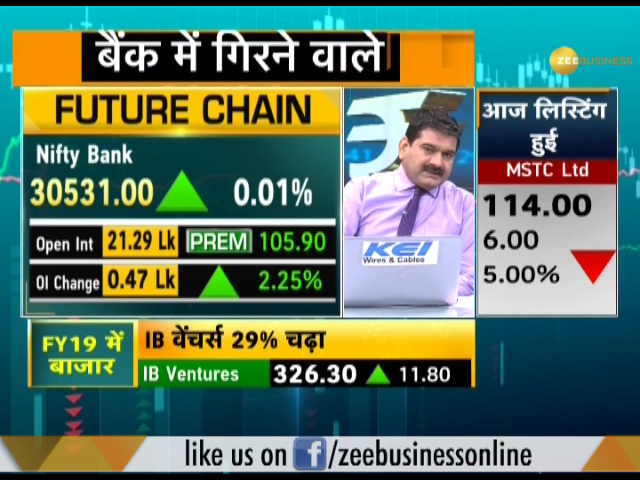 बैंक में गिरने वाले
ZEEBUSINESS
FUTURE CHAIN
Nifty Bank
30531.00 0.01%
Open Int 21.29 Lk PREM 105.90
OI Change 0.47 Lk 2.25%
KEI
Wires & Cables
आज लिस्टिंग
हुई
MSTC Ltd
114.00
6.00
5.00%
FY19 में
बाजार
IB वेंचर्स 29% चढ़ा
IB Ventures 326.30 11.80
like us on f/zeebusinessonline